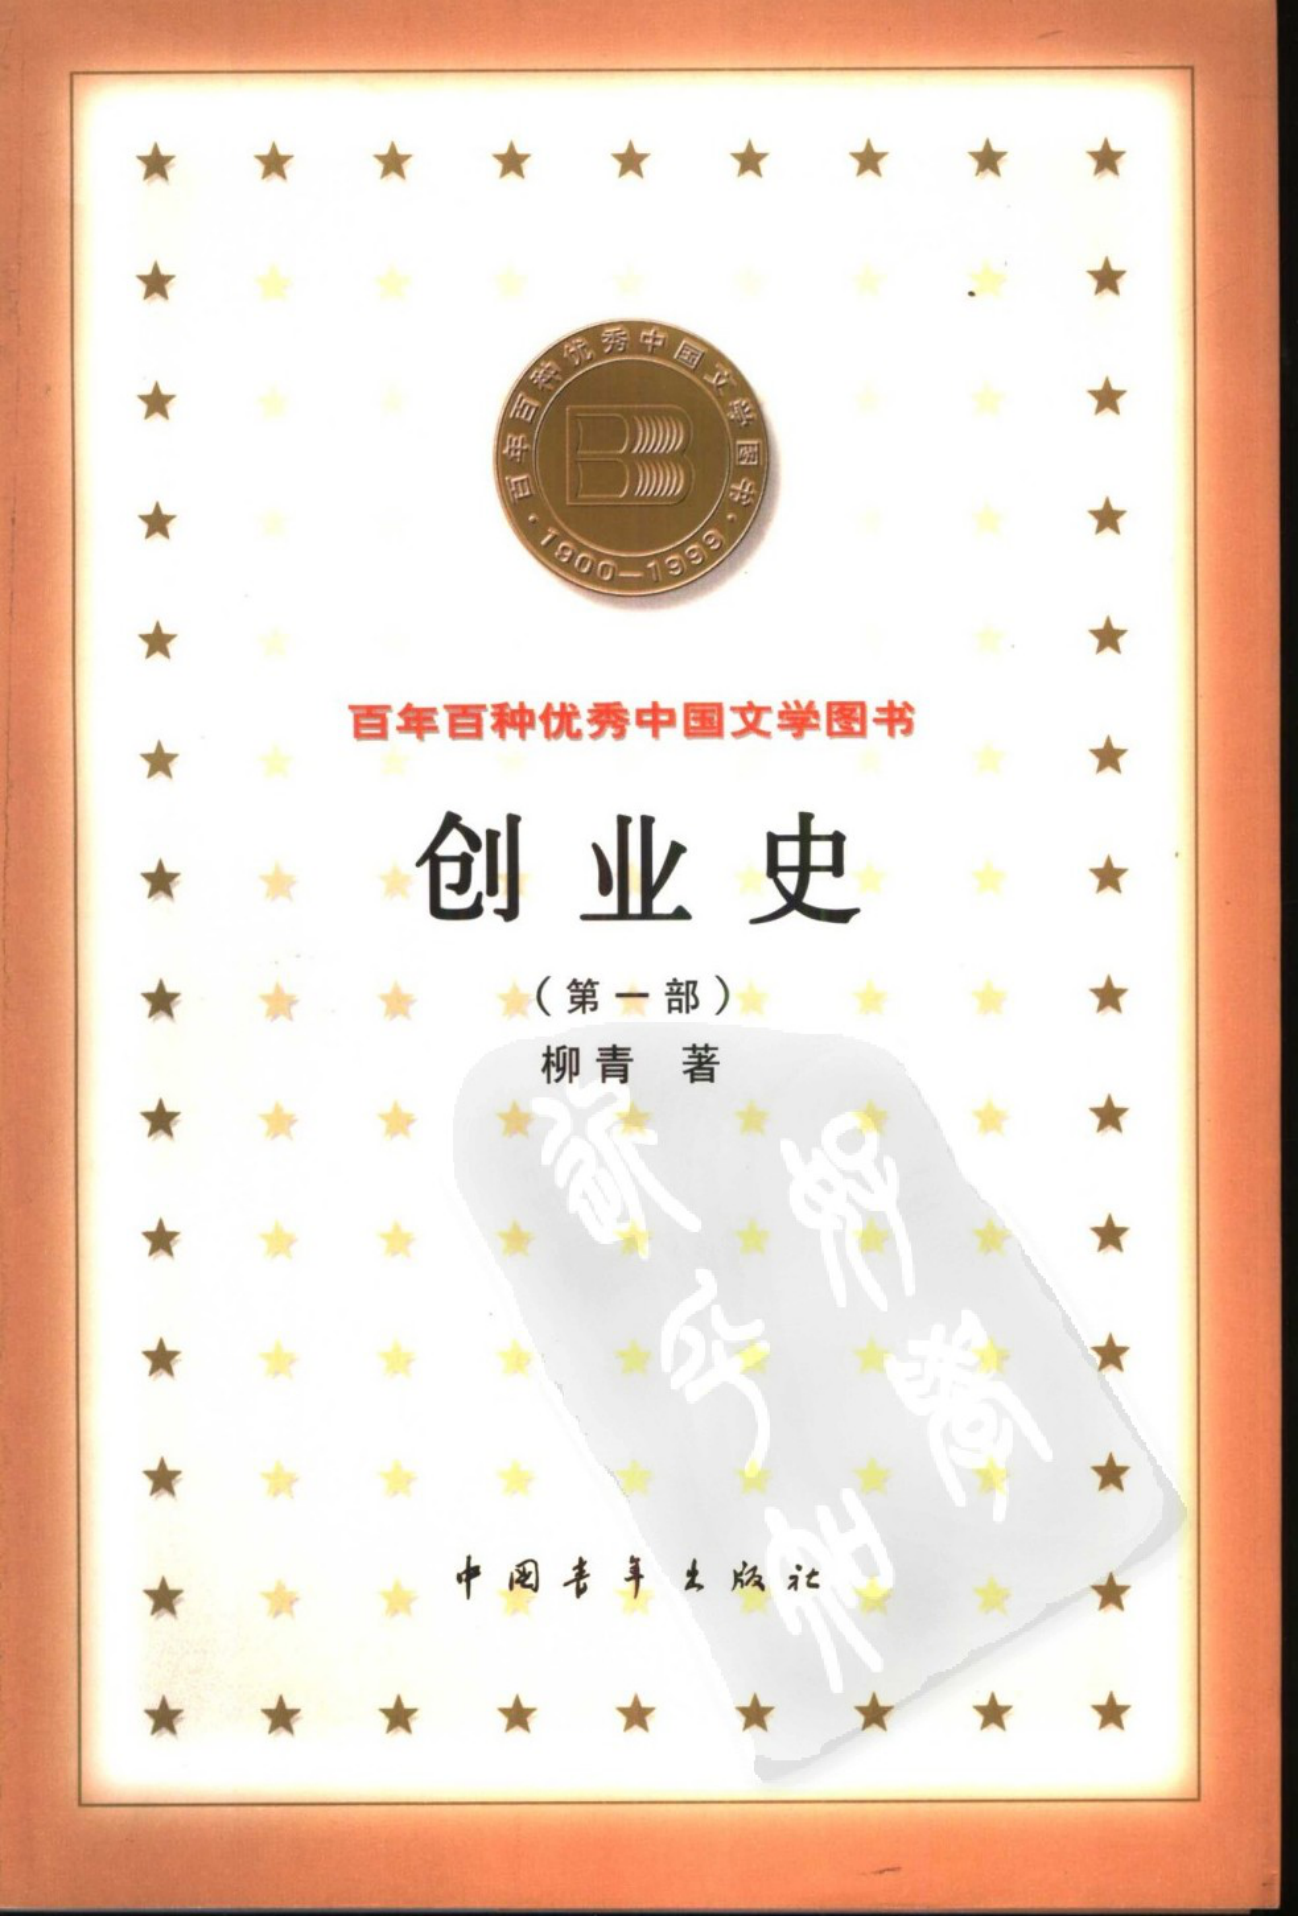 百年百种优秀中国文学图书
·1900—1999·
百年百种优秀中国文学图书
创业史
（第一部）
柳青 著
中国青年出版社